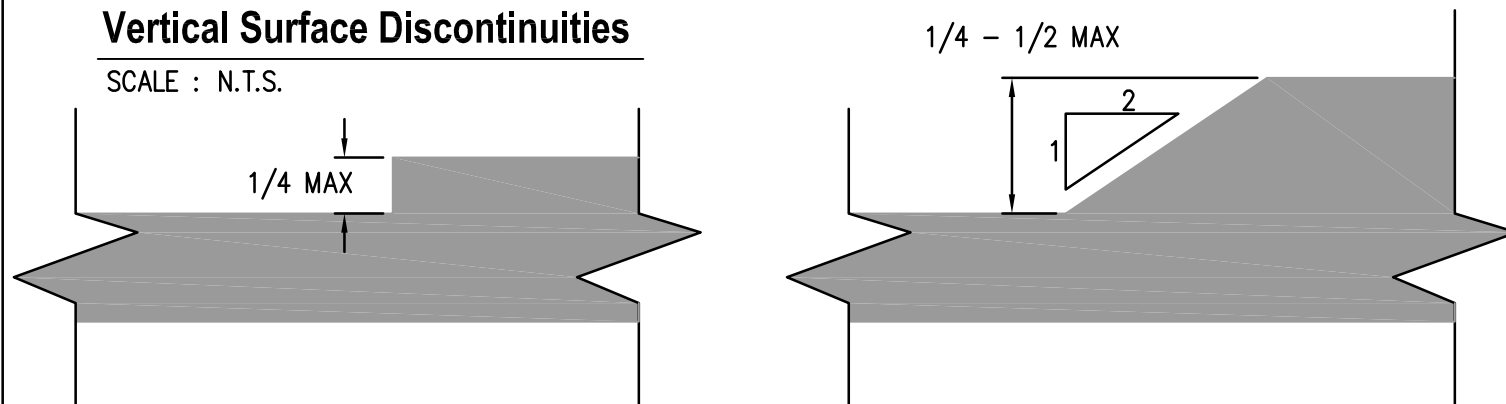 Vertical Surface Discontinuities
SCALE : N.T.S.
1/4 MAX
1/4 - 1/2 MAX
2
1